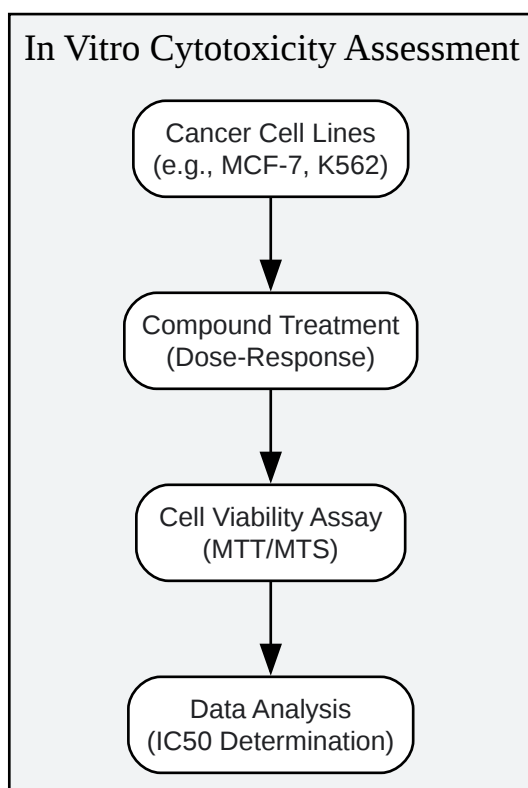 In Vitro Cytotoxicity Assessment
Cancer Cell Lines
(e.g., MCF-7, K562)
Compound Treatment
(Dose-Response)
Cell Viability Assay
(MTT/MTS)
Data Analysis
(IC50 Determination)